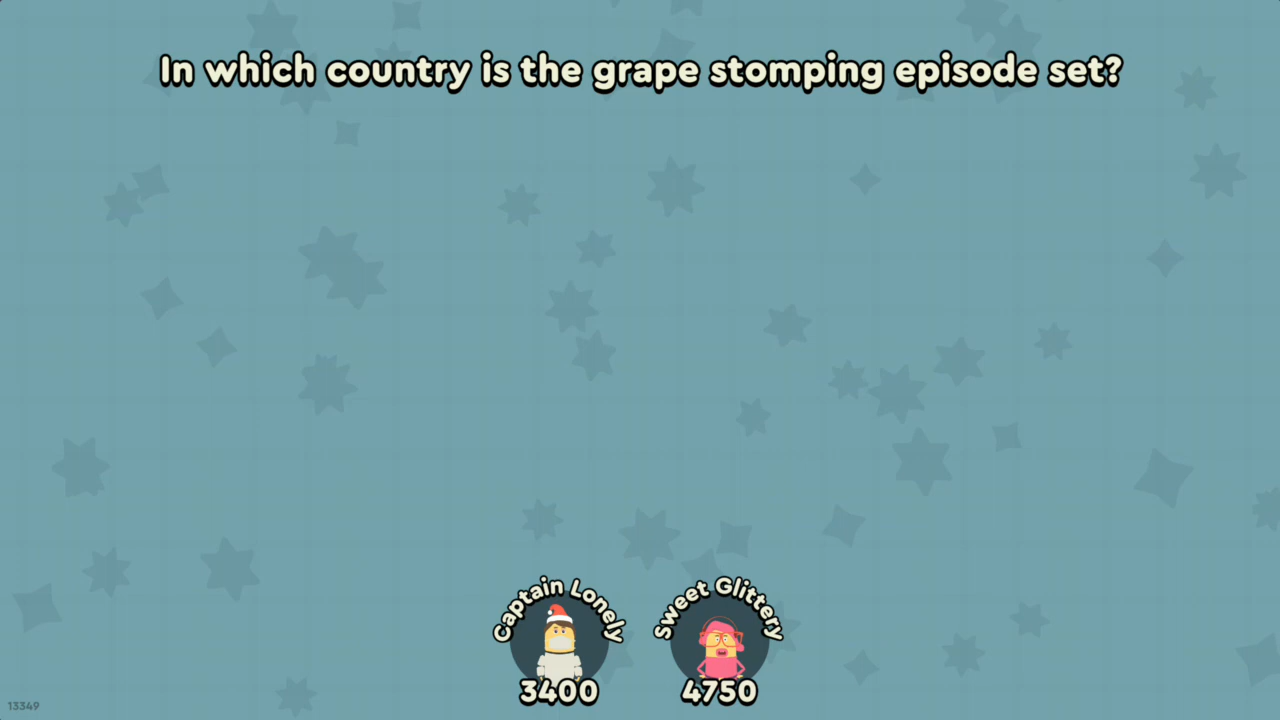 In which country is the grape stomping episode set?
Captain Lonely
Sweet Glittery
3400
4750
13349